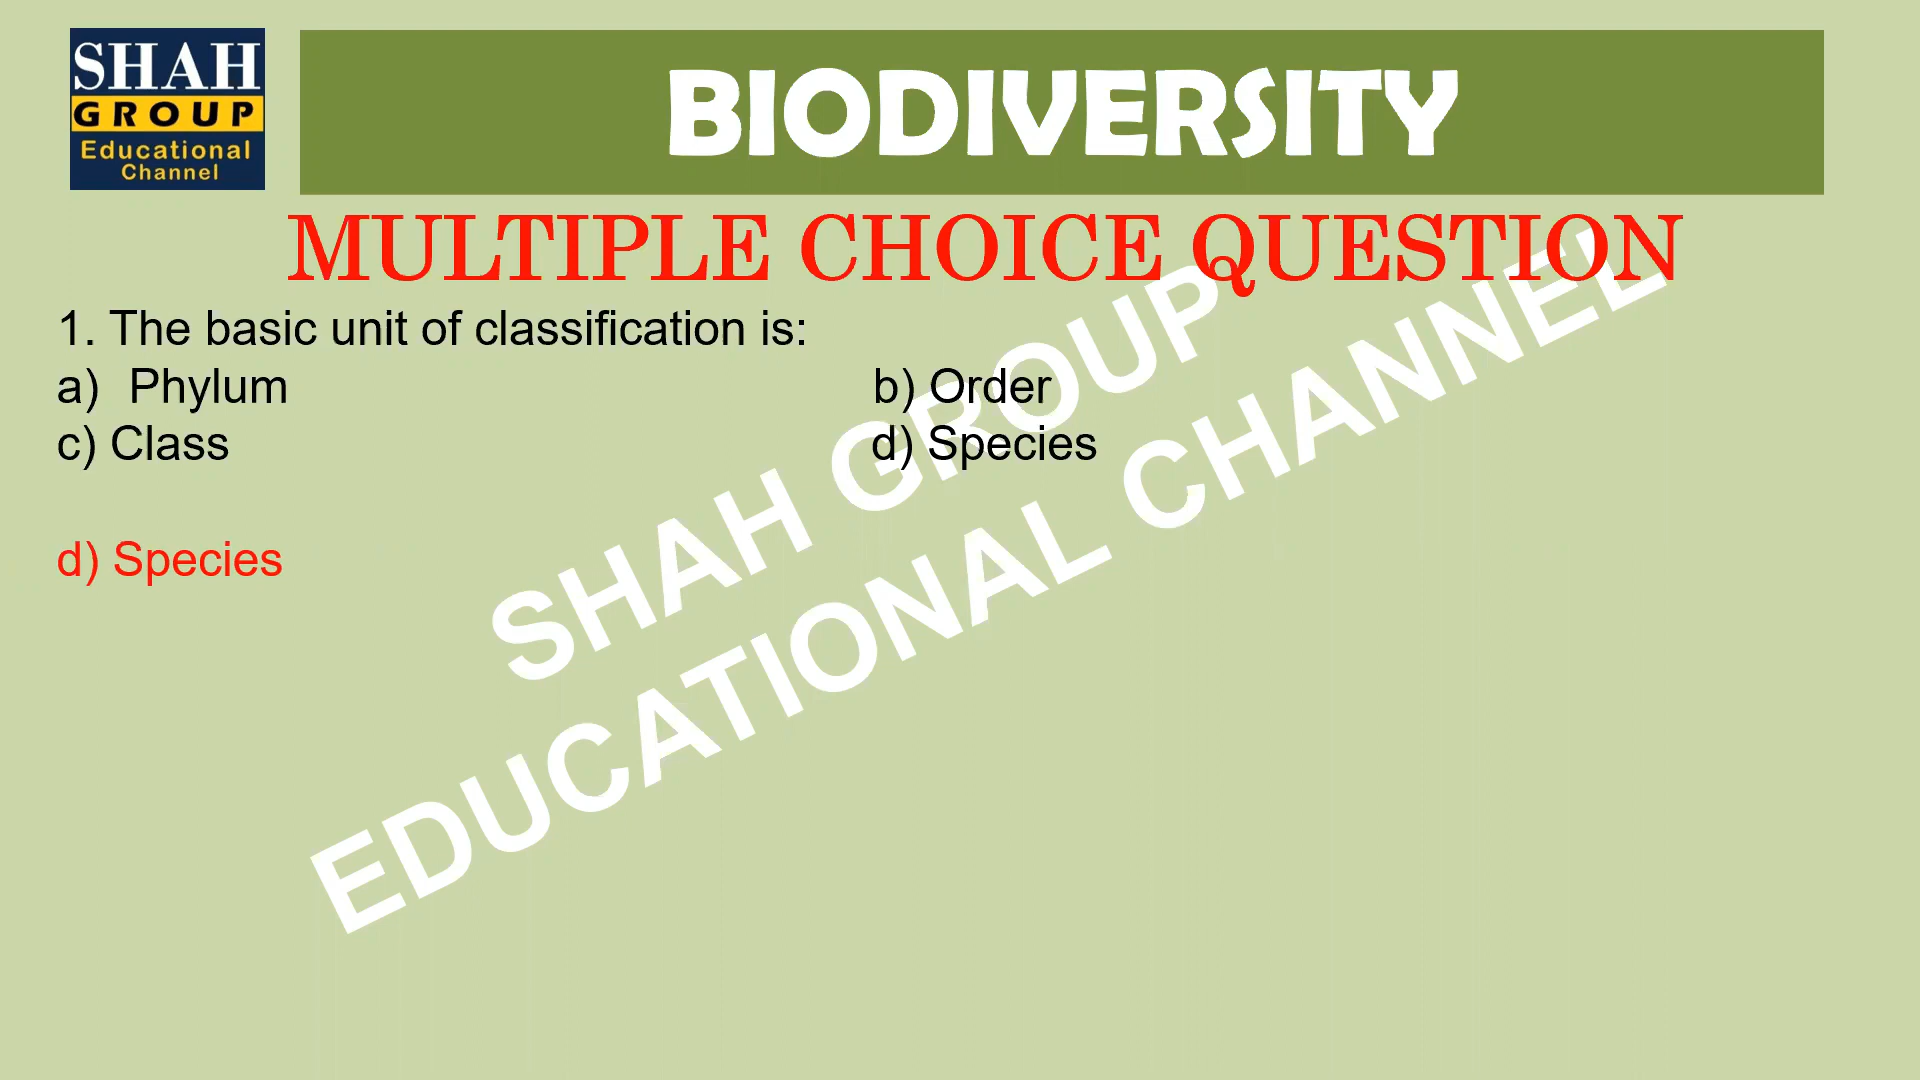 SHAH
GROUP
Educational
Channel
BIODIVERSITY
MULTIPLE CHOICE QUESTION
1. The basic unit of classification is:
a) Phylum b) Order
c) Class d) Species
d) Species
SHAH GROUP
EDUCATIONAL CHANNEL